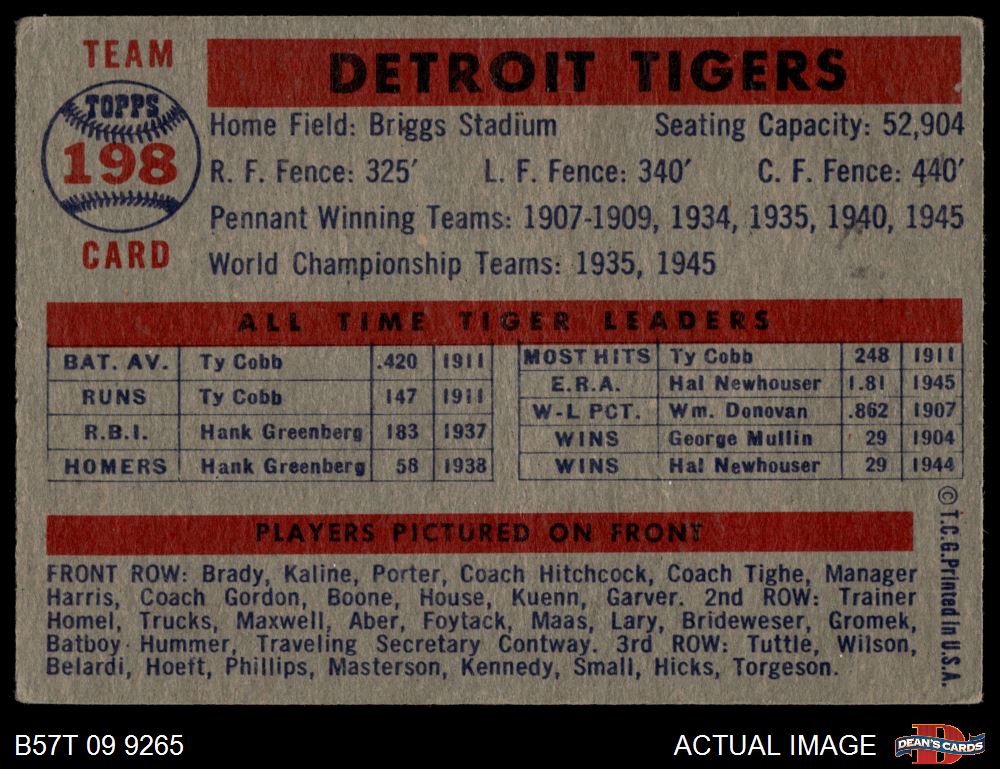 TEAM
TOPPS
198
CARD
DETROIT TIGERS
Home Field: Briggs Stadium Seating Capacity: 52,904
R. F. Fence: 325′ L. F. Fence: 340′ C. F. Fence: 440′
Pennant Winning Teams: 1907-1909, 1934, 1935, 1940, 1945
World Championship Teams: 1935, 1945
ALL TIME TIGER LEADERS
BAT. AV. Ty Cobb .420 1911
RUNS Ty Cobb 147 1911
R.B.I. Hank Greenberg 183 1937
HOMERS Hank Greenberg 58 1938
MOST HITS Ty Cobb 248 1911
E.R.A. Hal Newhouser 1.81 1945
W-L PCT. Wm. Donovan .862 1907
WINS George Mullin 29 1904
WINS Hal Newhouser 29 1944
PLAYERS PICTURED ON FRONT
FRONT ROW: Brady, Kaline, Porter, Coach Hitchcock, Coach Tighe, Manager
Harris, Coach Gordon, Boone, House, Kuenn, Garver. 2nd ROW: Trainer
Homel, Trucks, Maxwell, Aber, Foytack, Maas, Lary, Brideweser, Gromek,
Batboy Hummer, Traveling Secretary Contway. 3rd ROW: Tuttle, Wilson,
Belardi, Hoeft, Phillips, Masterson, Kennedy, Small, Hicks, Torgeson.
© T.C.G. Printed in U.S.A.
B57T 09 9265
ACTUAL IMAGE
D
DEAN'S CARDS